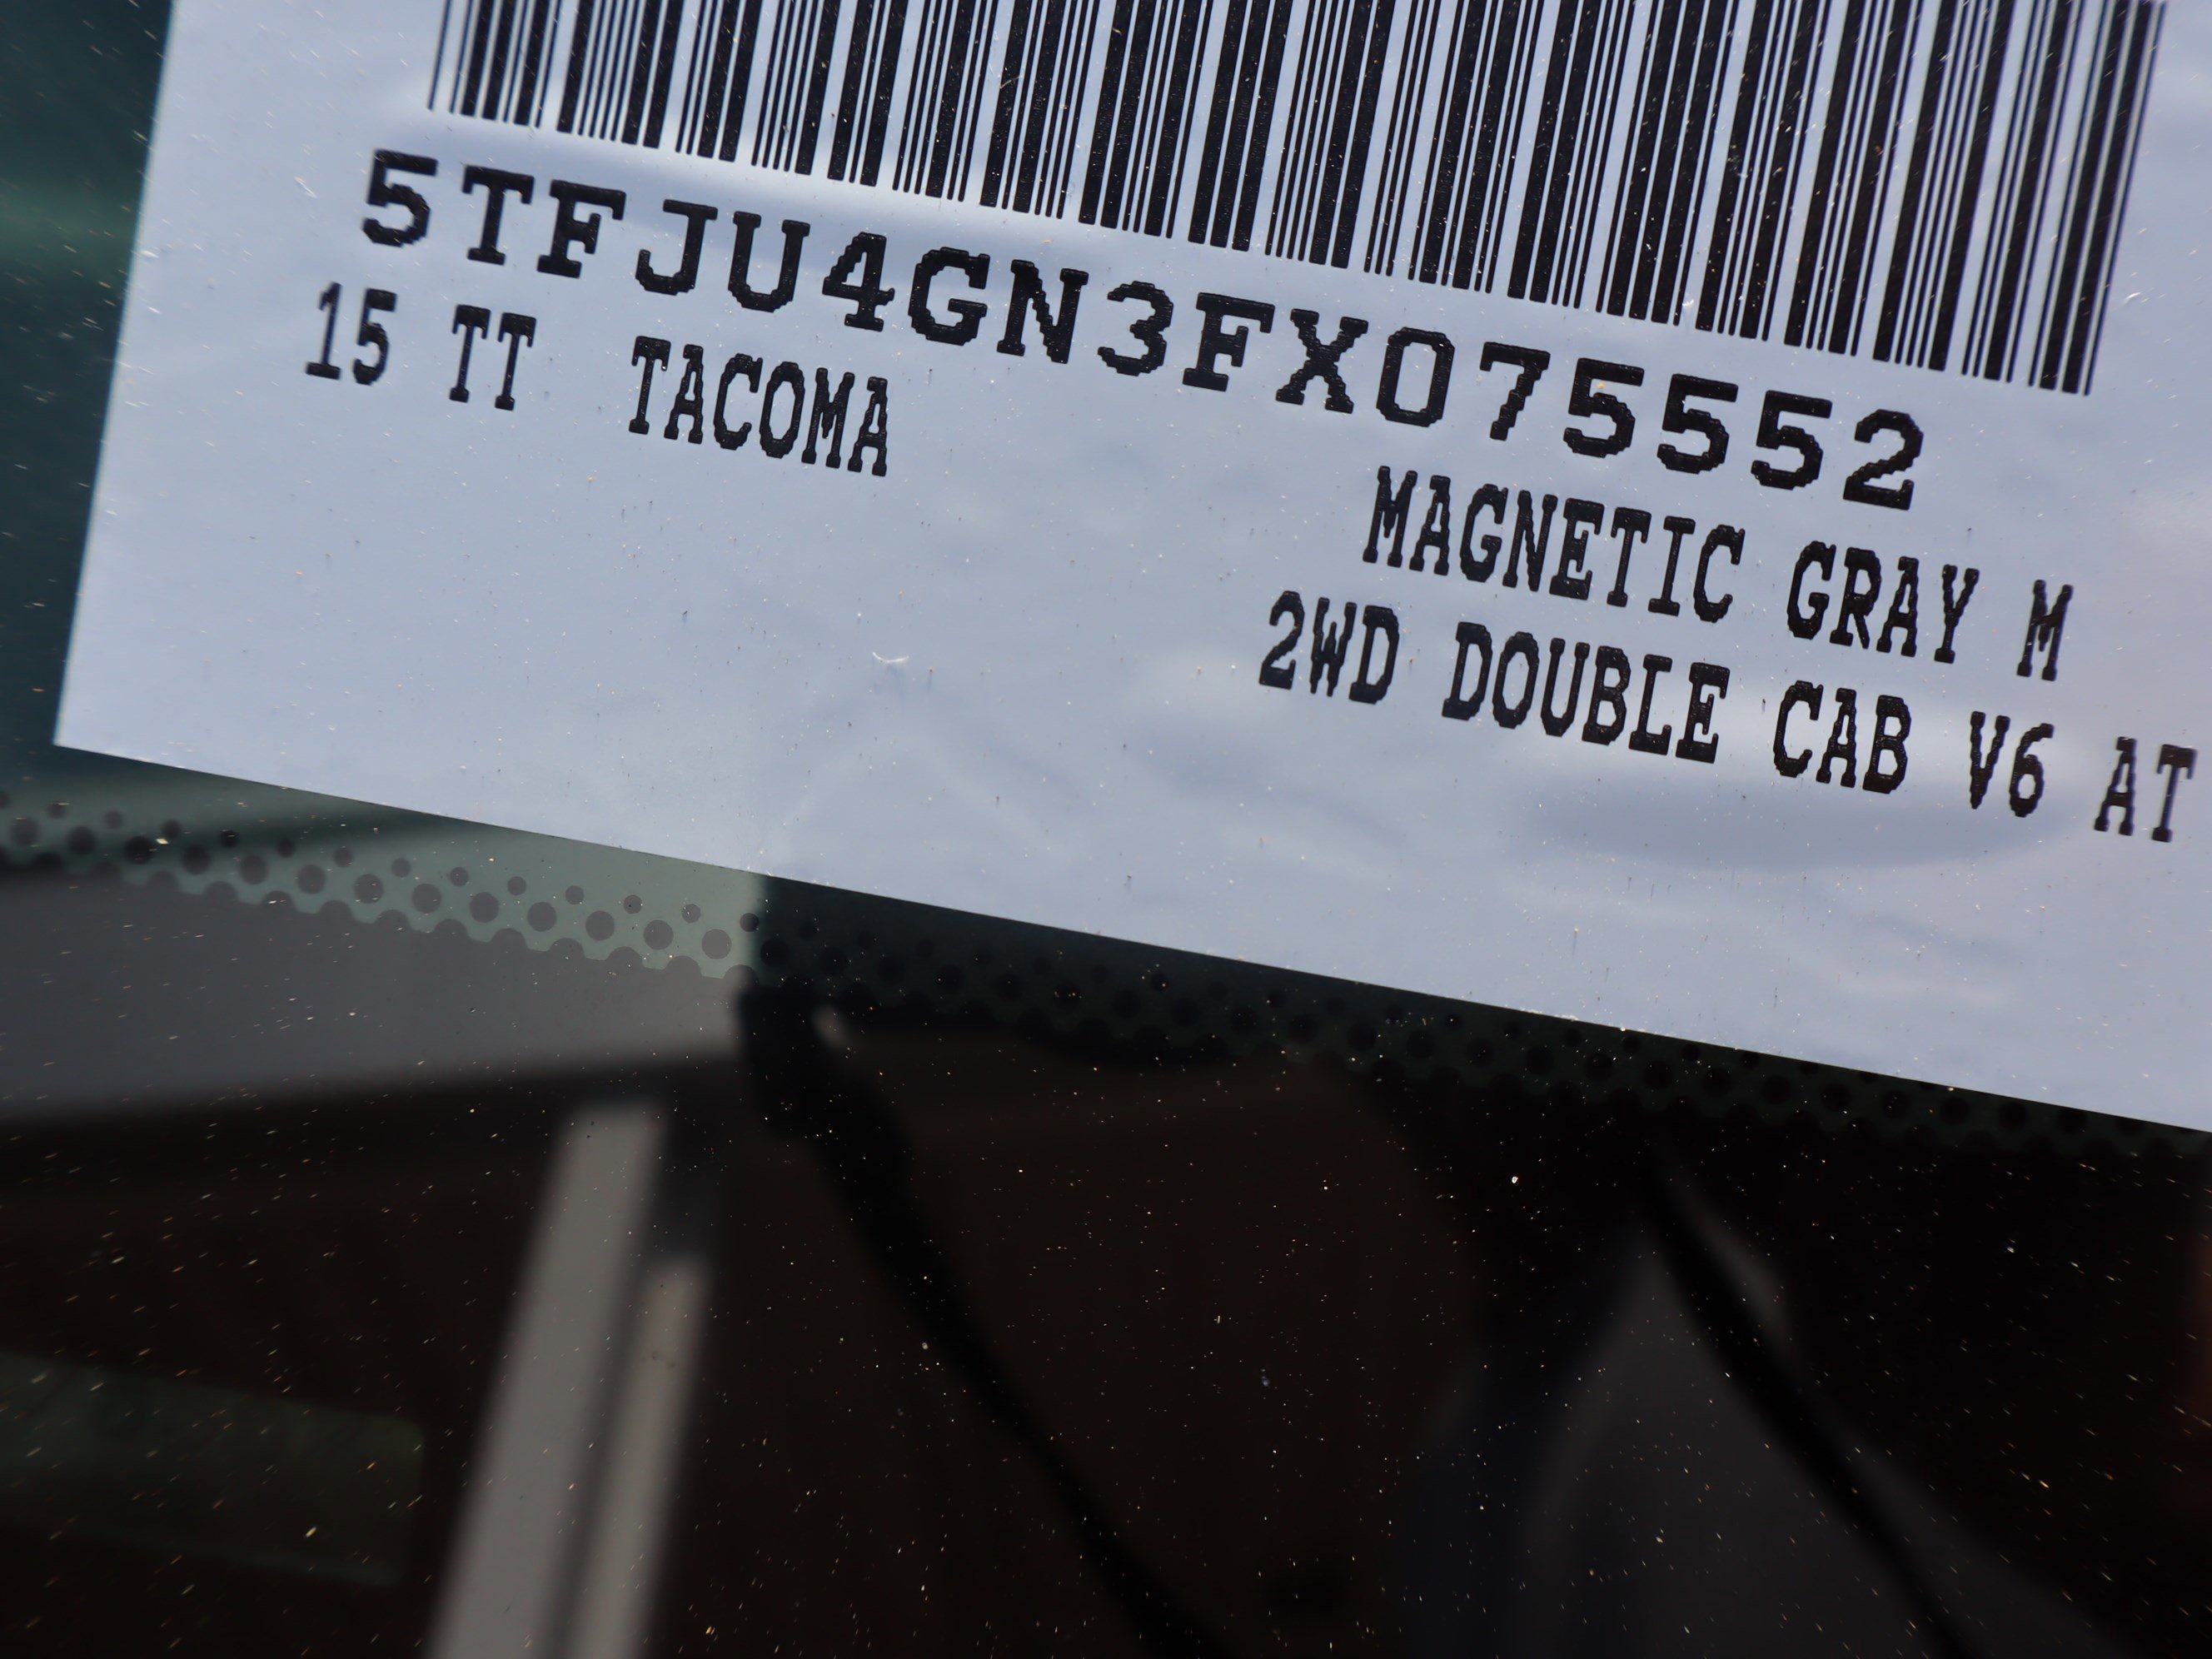 5TFJU4GN3FX075552
15 TT TACOMA
MAGNETIC GRAY M
2WD DOUBLE CAB V6 AT